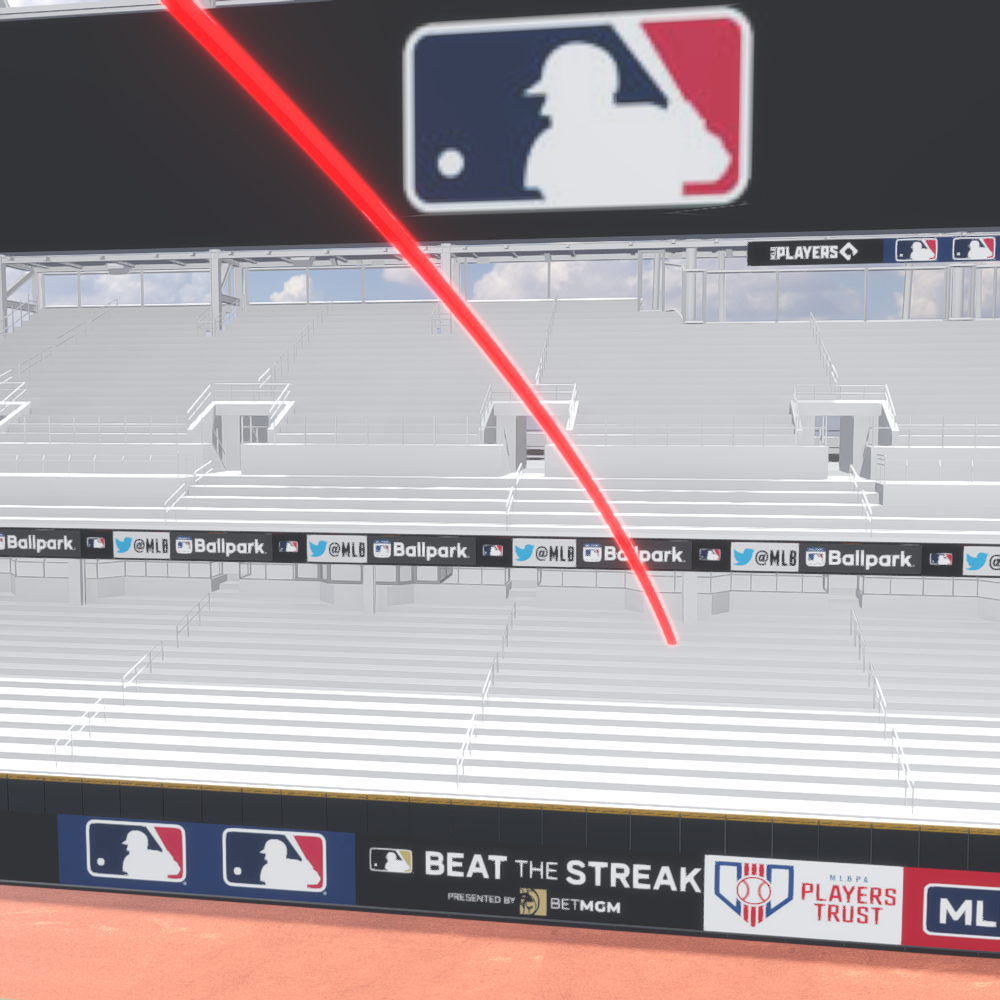 PLAYERS
Ballpark.
@MLB
Ballpark.
@MLB
Ballpark.
@MLB
Ballpark.
@MLB
Ballpark.
BEAT THE STREAK
PRESENTED BY BETMGM
MLBPA
PLAYERS
TRUST
ML